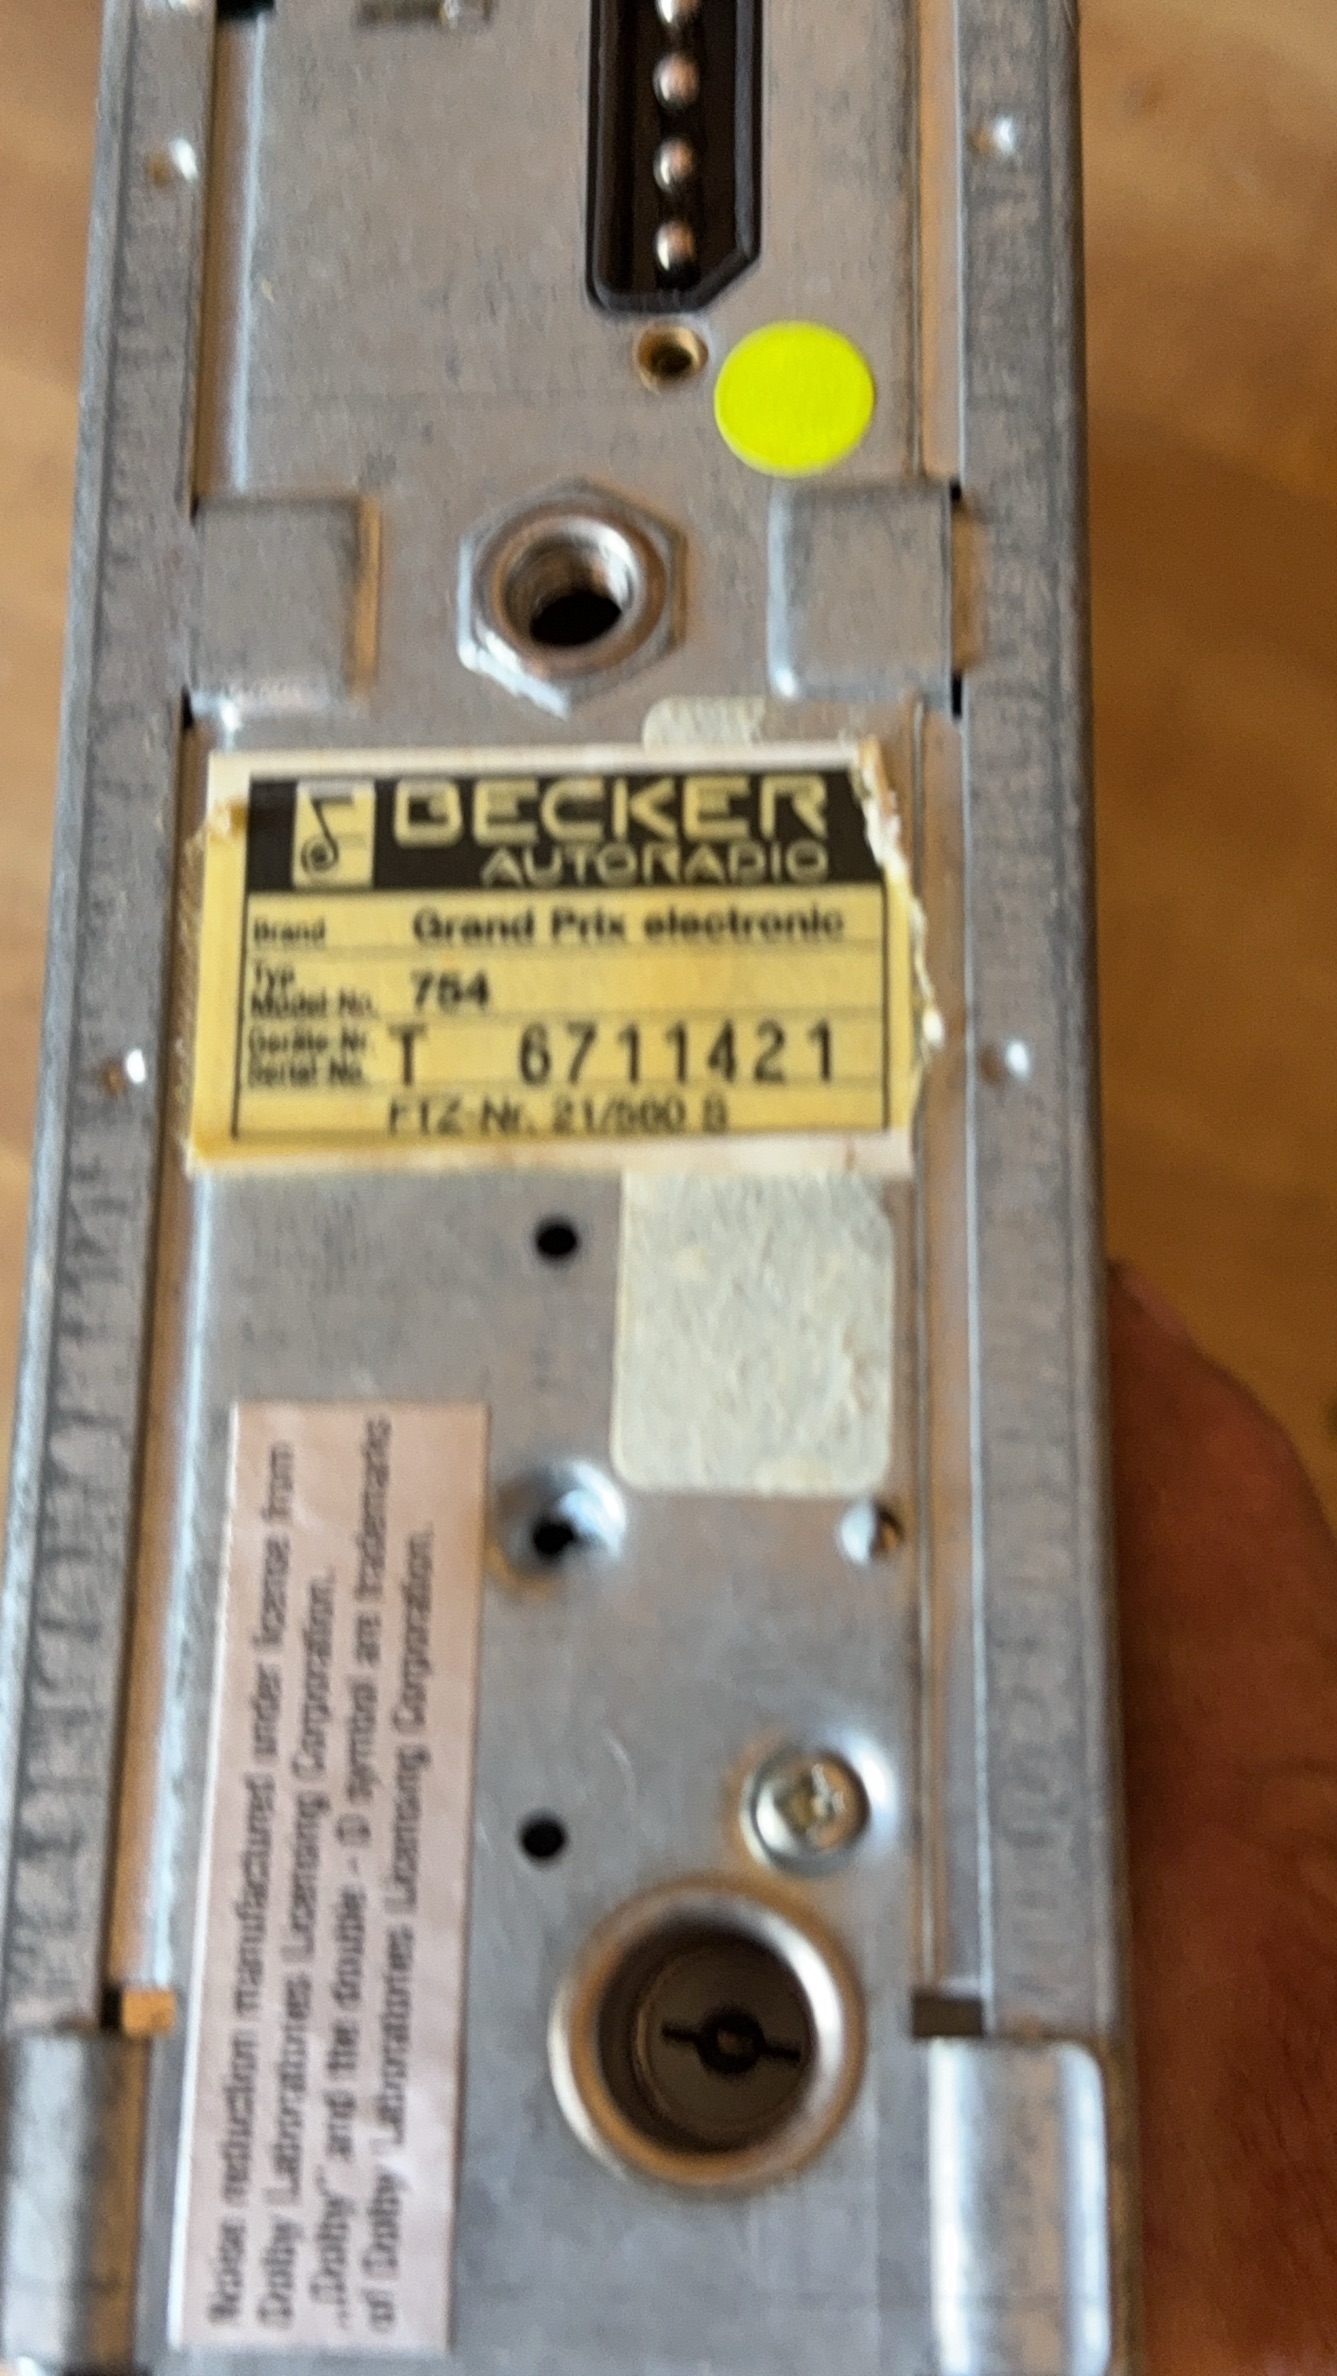 BECKER
AUTORADIO
Brand Grand Prix electronic
Typ
Model-No. 754
Geräte-Nr.
Serial-No. T 6711421
FTZ-Nr. 21/500 S
Noise reduction manufactured under license from
Dolby Laboratories Licensing Corporation.
„Dolby" and the double - D symbol are trademarks
of Dolby Laboratories Licensing Corporation.